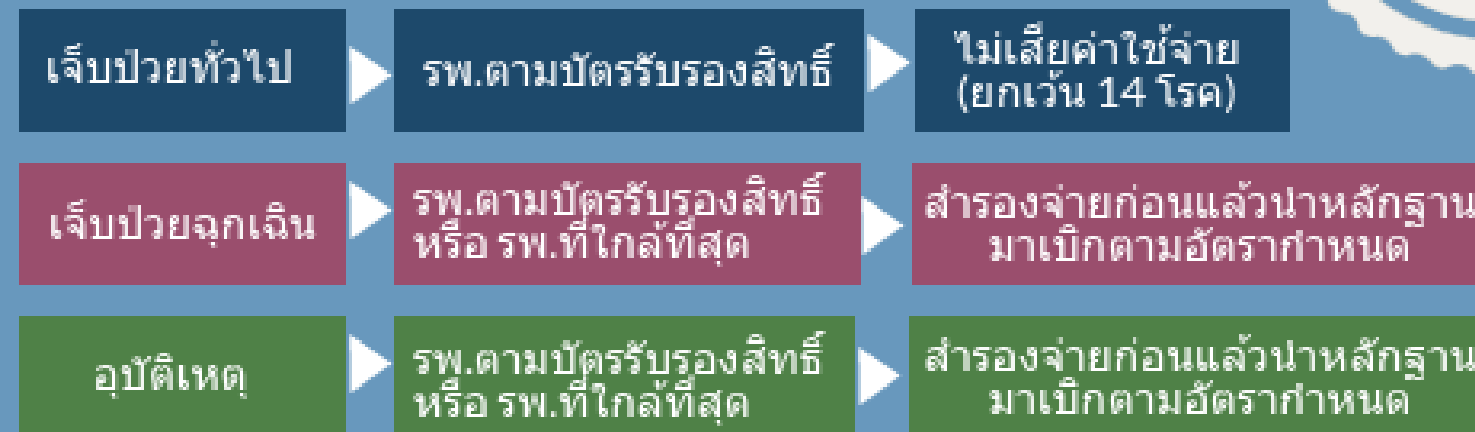 เจ็บป่วยทั่วไป
รพ.ตามบัตรรับรองสิทธิ์
ไม่เสียค่าใช้จ่าย
(ยกเว้น 14 โรค)
เจ็บป่วยฉุกเฉิน
รพ.ตามบัตรรับรองสิทธิ์
หรือ รพ.ที่ใกล้ที่สุด
สำรองจ่ายก่อนแล้วนำหลักฐาน
มาเบิกตามอัตรากำหนด
อุบัติเหตุ
รพ.ตามบัตรรับรองสิทธิ์
หรือ รพ.ที่ใกล้ที่สุด
สำรองจ่ายก่อนแล้วนำหลักฐาน
มาเบิกตามอัตรากำหนด